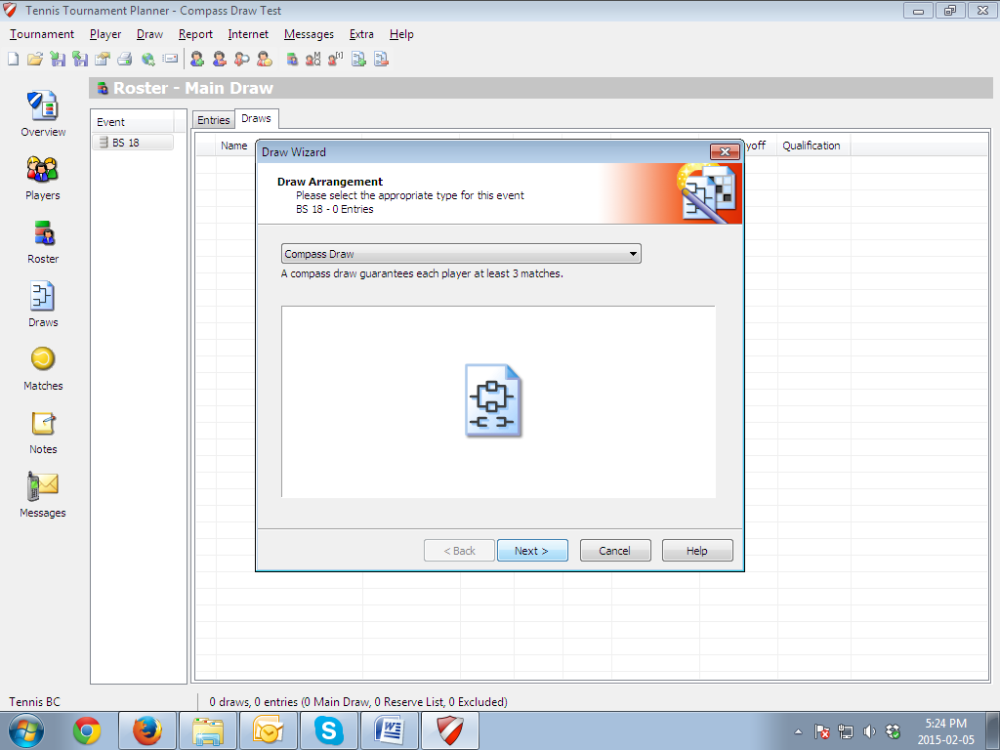 Tennis Tournament Planner - Compass Draw Test
Tournament Player Draw Report Internet Messages Extra Help
Roster - Main Draw
Overview
Players
Roster
Draws
Matches
Notes
Messages
Event
BS 18
Entries Draws
Name yoff Qualification
Draw Wizard
Draw Arrangement
Please select the appropriate type for this event
BS 18 - 0 Entries
Compass Draw
A compass draw guarantees each player at least 3 matches.
< Back Next > Cancel Help
Tennis BC 0 draws, 0 entries (0 Main Draw, 0 Reserve List, 0 Excluded)
5:24 PM
2015-02-05